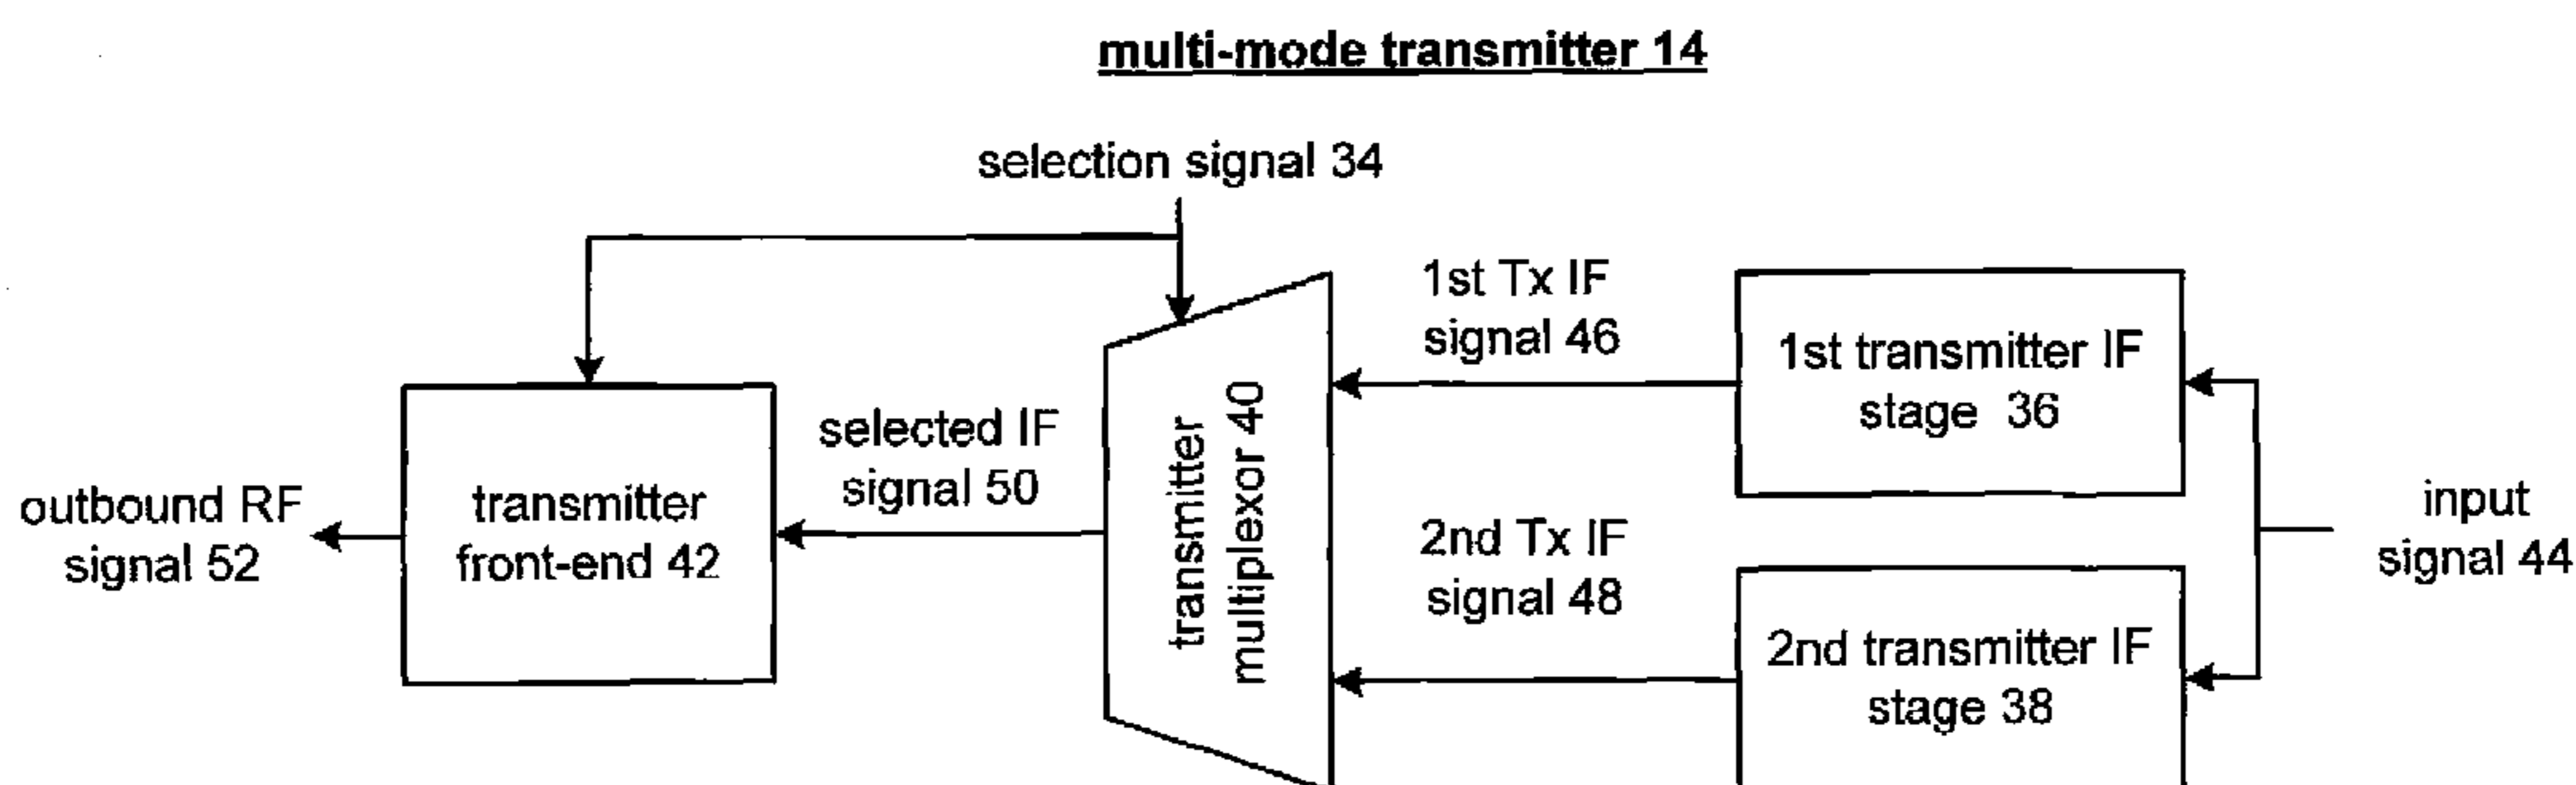 multi-mode transmitter 14
selection signal 34
1st Tx IF
signal 46
1st transmitter IF
stage 36
selected IF
signal 50
transmitter
multiplexor 40
outbound RF
signal 52
transmitter
front-end 42
2nd Tx IF
signal 48
2nd transmitter IF
stage 38
input
signal 44